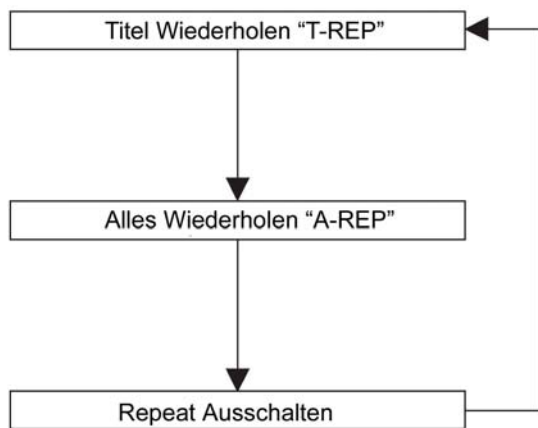 Titel Wiederholen “T-REP”
Alles Wiederholen “A-REP”
Repeat Ausschalten